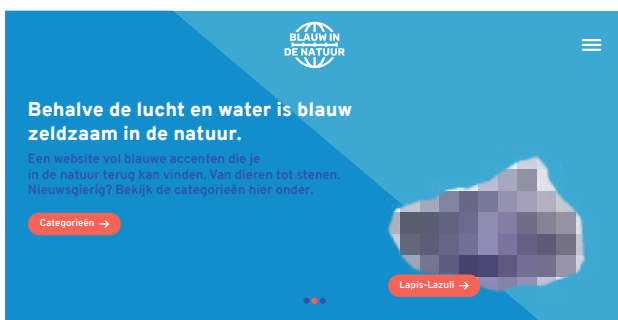 BLAUW IN
DE NATUUR
Behalve de lucht en water is blauw
zeldzaam in de natuur.
Een website vol blauwe accenten die je
in de natuur terug kan vinden. Van dieren tot stenen.
Nieuwsgierig? Bekijk de categorieën hier onder.
Categorieën →
Lapis-Lazuli →